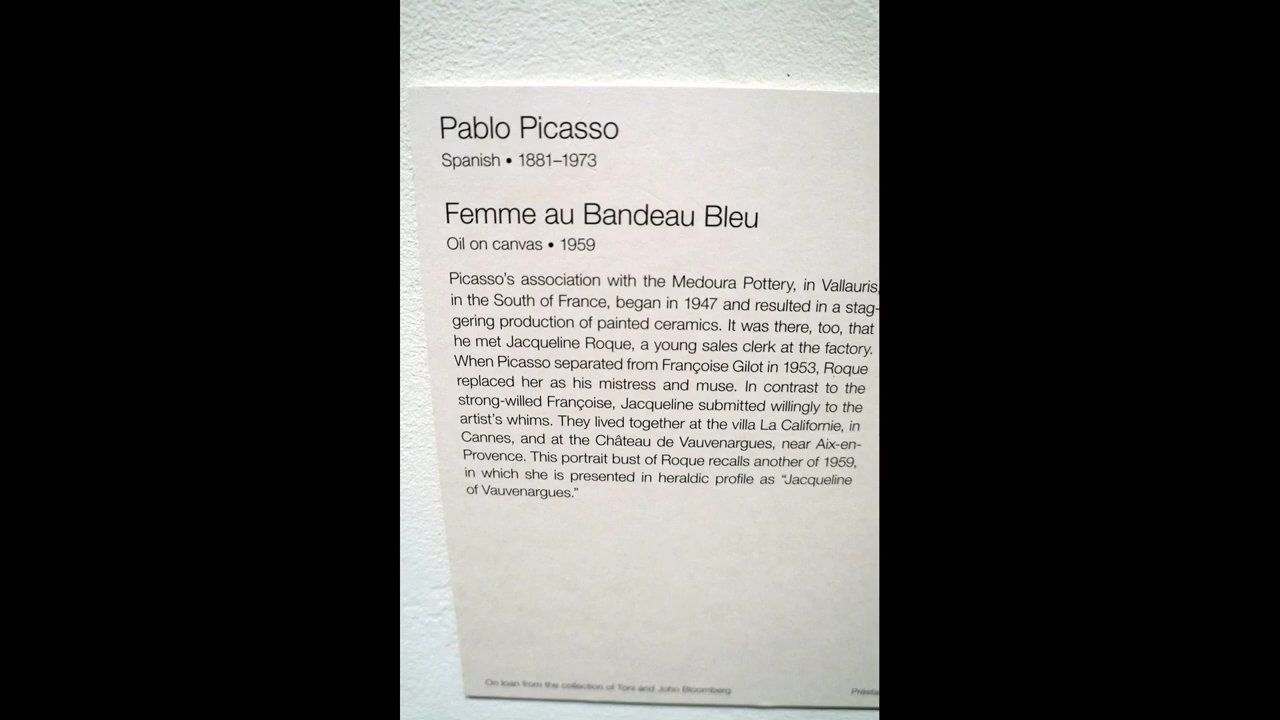 Pablo Picasso
Spanish • 1881–1973
Femme au Bandeau Bleu
Oil on canvas • 1959
Picasso's association with the Medoura Pottery, in Vallauris,
in the South of France, began in 1947 and resulted in a stag-
gering production of painted ceramics. It was there, too, that
he met Jacqueline Roque, a young sales clerk at the factory.
When Picasso separated from Françoise Gilot in 1953, Roque
replaced her as his mistress and muse. In contrast to the
strong-willed Françoise, Jacqueline submitted willingly to the
artist's whims. They lived together at the villa La Californie, in
Cannes, and at the Château de Vauvenargues, near Aix-en-
Provence. This portrait bust of Roque recalls another of 1959,
in which she is presented in heraldic profile as "Jacqueline
of Vauvenargues."
On loan from the collection of Toni and John Bloomberg